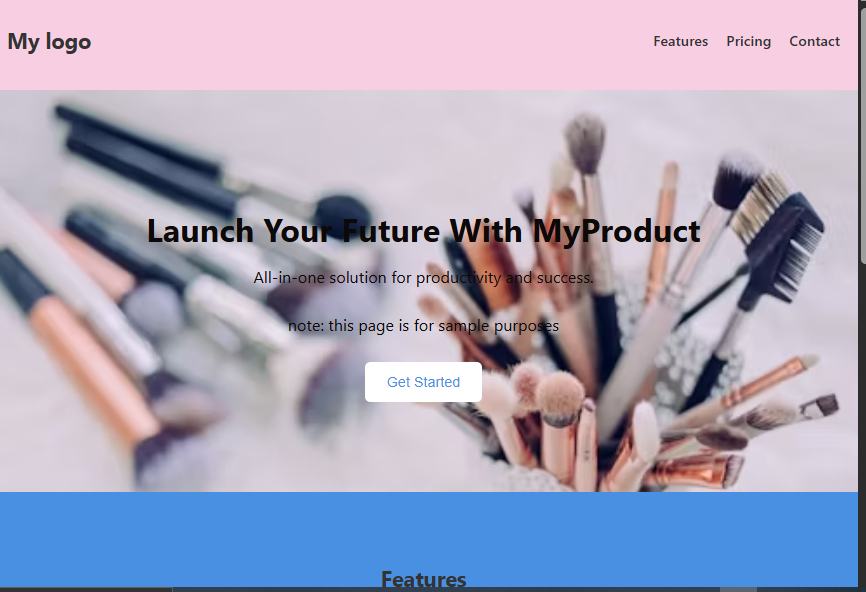 My logo
Features Pricing Contact
Launch Your Future With MyProduct
All-in-one solution for productivity and success.
note: this page is for sample purposes
Get Started
Features